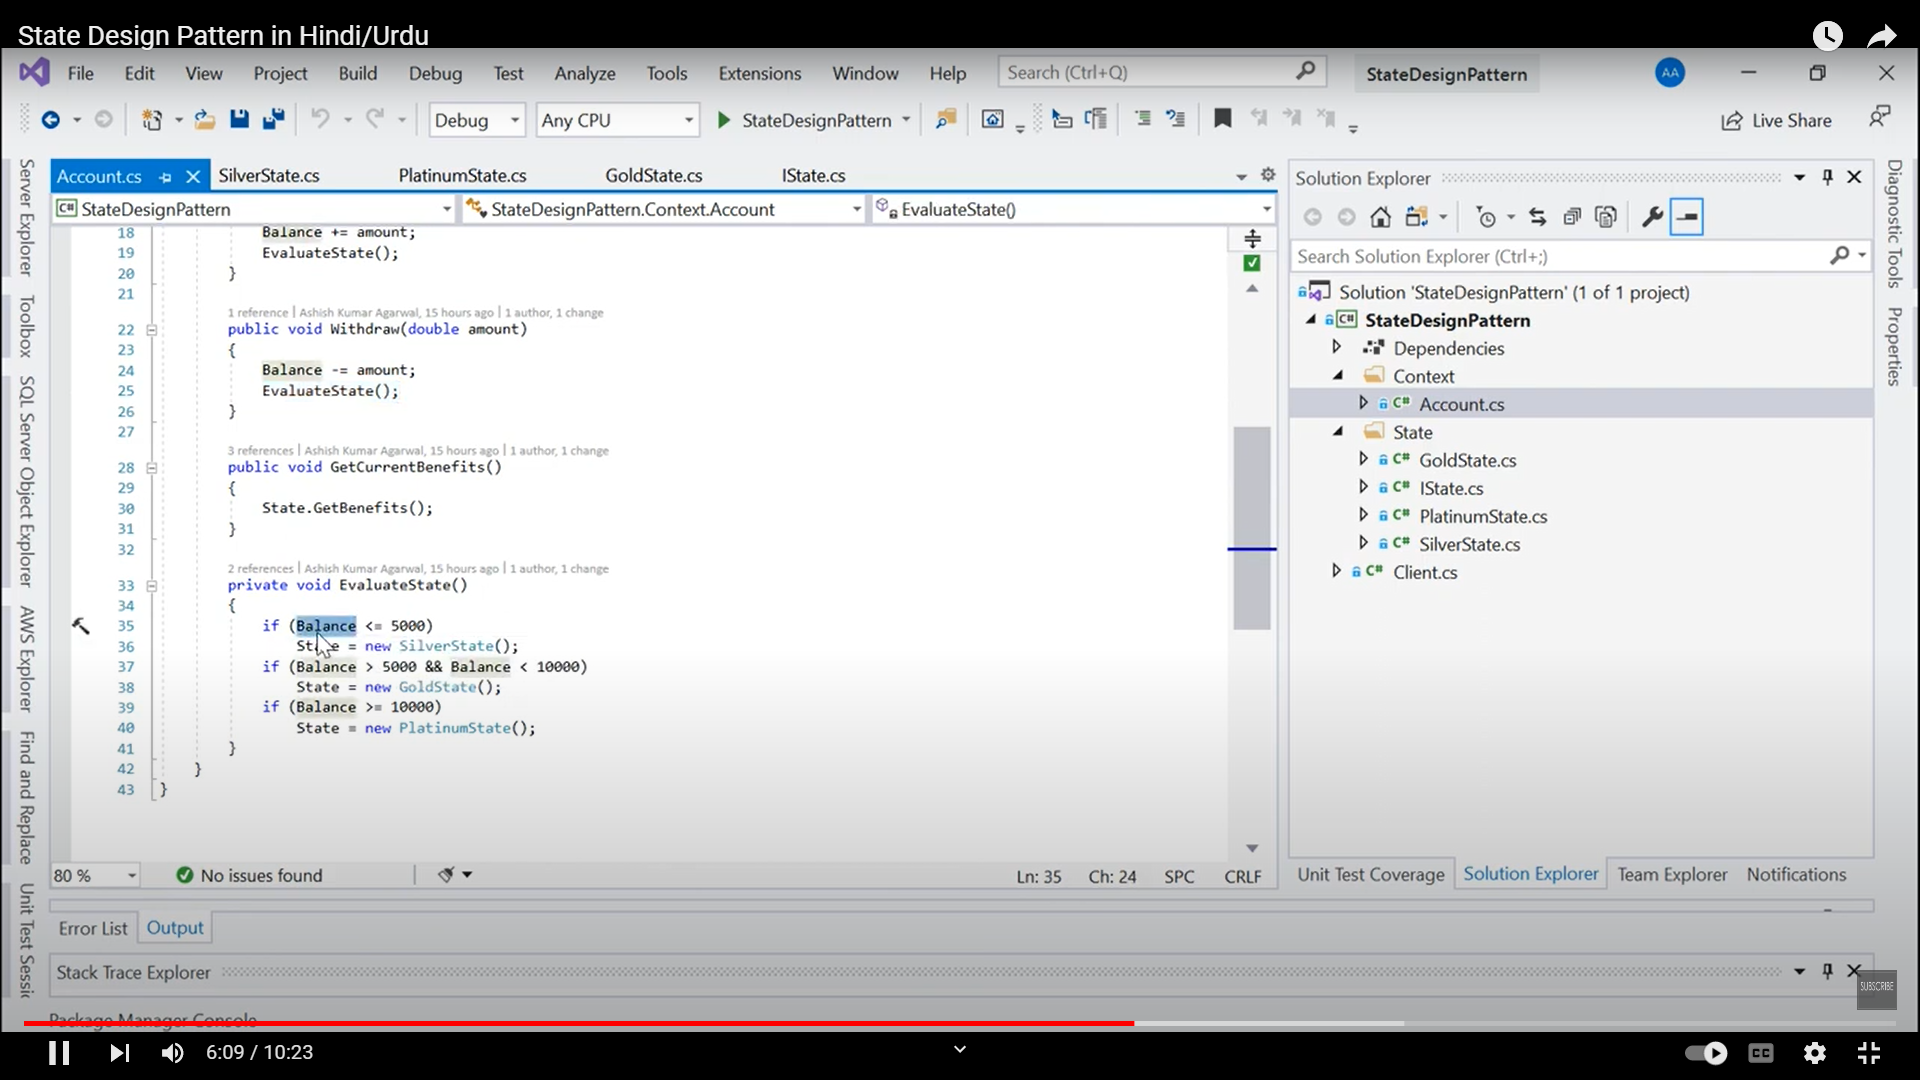 State Design Pattern in Hindi/Urdu
File Edit View Project Build Debug Test Analyze Tools Extensions Window Help Search (Ctrl+Q) StateDesignPattern AA
Debug Any CPU StateDesignPattern Live Share
Server Explorer
Toolbox
SQL Server Object Explorer
AWS Explorer
Find and Replace
Unit Test Sessic
Account.cs SilverState.cs PlatinumState.cs GoldState.cs IState.cs
C# StateDesignPattern StateDesignPattern.Context.Account EvaluateState()
18 Balance += amount;
19 EvaluateState();
20 }
21
1 reference | Ashish Kumar Agarwal, 15 hours ago | 1 author, 1 change
22 public void Withdraw(double amount)
23 {
24 Balance -= amount;
25 EvaluateState();
26 }
27
3 references | Ashish Kumar Agarwal, 15 hours ago | 1 author, 1 change
28 public void GetCurrentBenefits()
29 {
30 State.GetBenefits();
31 }
32
2 references | Ashish Kumar Agarwal, 15 hours ago | 1 author, 1 change
33 private void EvaluateState()
34 {
35 if (Balance <= 5000)
36 State = new SilverState();
37 if (Balance > 5000 && Balance < 10000)
38 State = new GoldState();
39 if (Balance >= 10000)
40 State = new PlatinumState();
41 }
42 }
43 }
80 % No issues found Ln: 35 Ch: 24 SPC CRLF
Solution Explorer
Search Solution Explorer (Ctrl+;)
Solution 'StateDesignPattern' (1 of 1 project)
C# StateDesignPattern
Dependencies
Context
C# Account.cs
State
C# GoldState.cs
C# IState.cs
C# PlatinumState.cs
C# SilverState.cs
C# Client.cs
Unit Test Coverage Solution Explorer Team Explorer Notifications
Diagnostic Tools
Properties
Error List Output
Stack Trace Explorer
SUBSCRIBE
Package Manager Console
6:09 / 10:23 CC